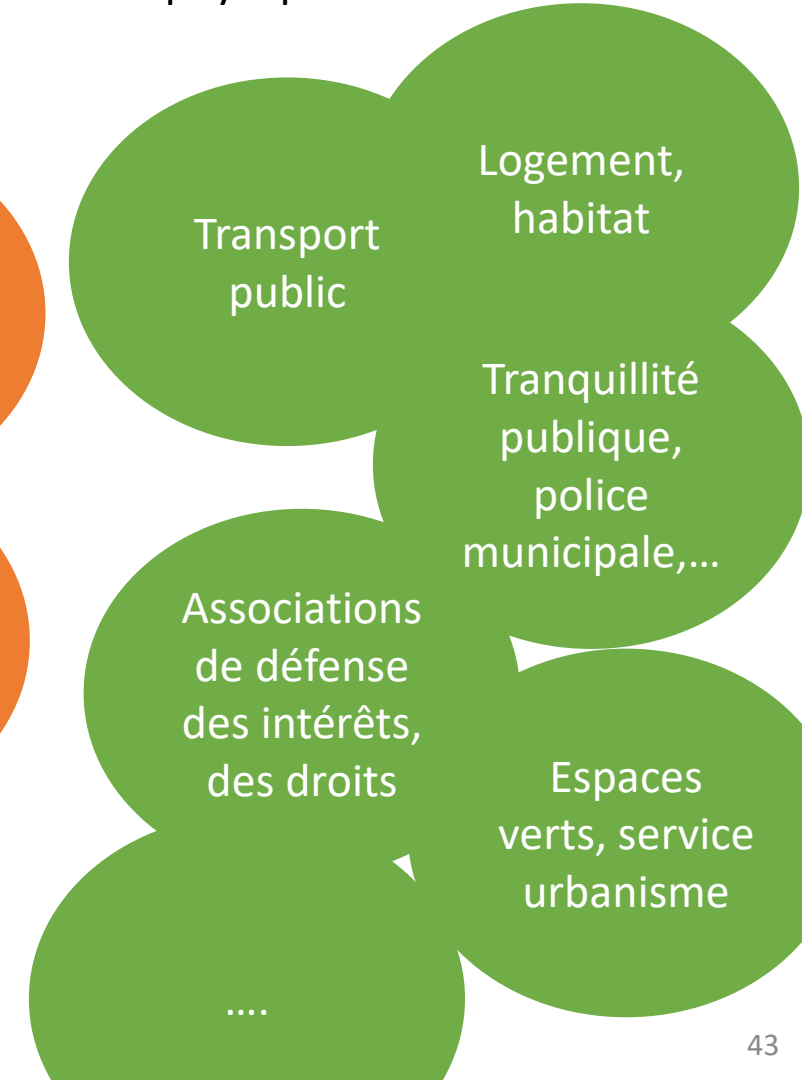 Logement,
habitat
Transport
public
Tranquillité
publique,
police
municipale,…
Associations
de défense
des intérêts,
des droits
Espaces
verts, service
urbanisme
….
43